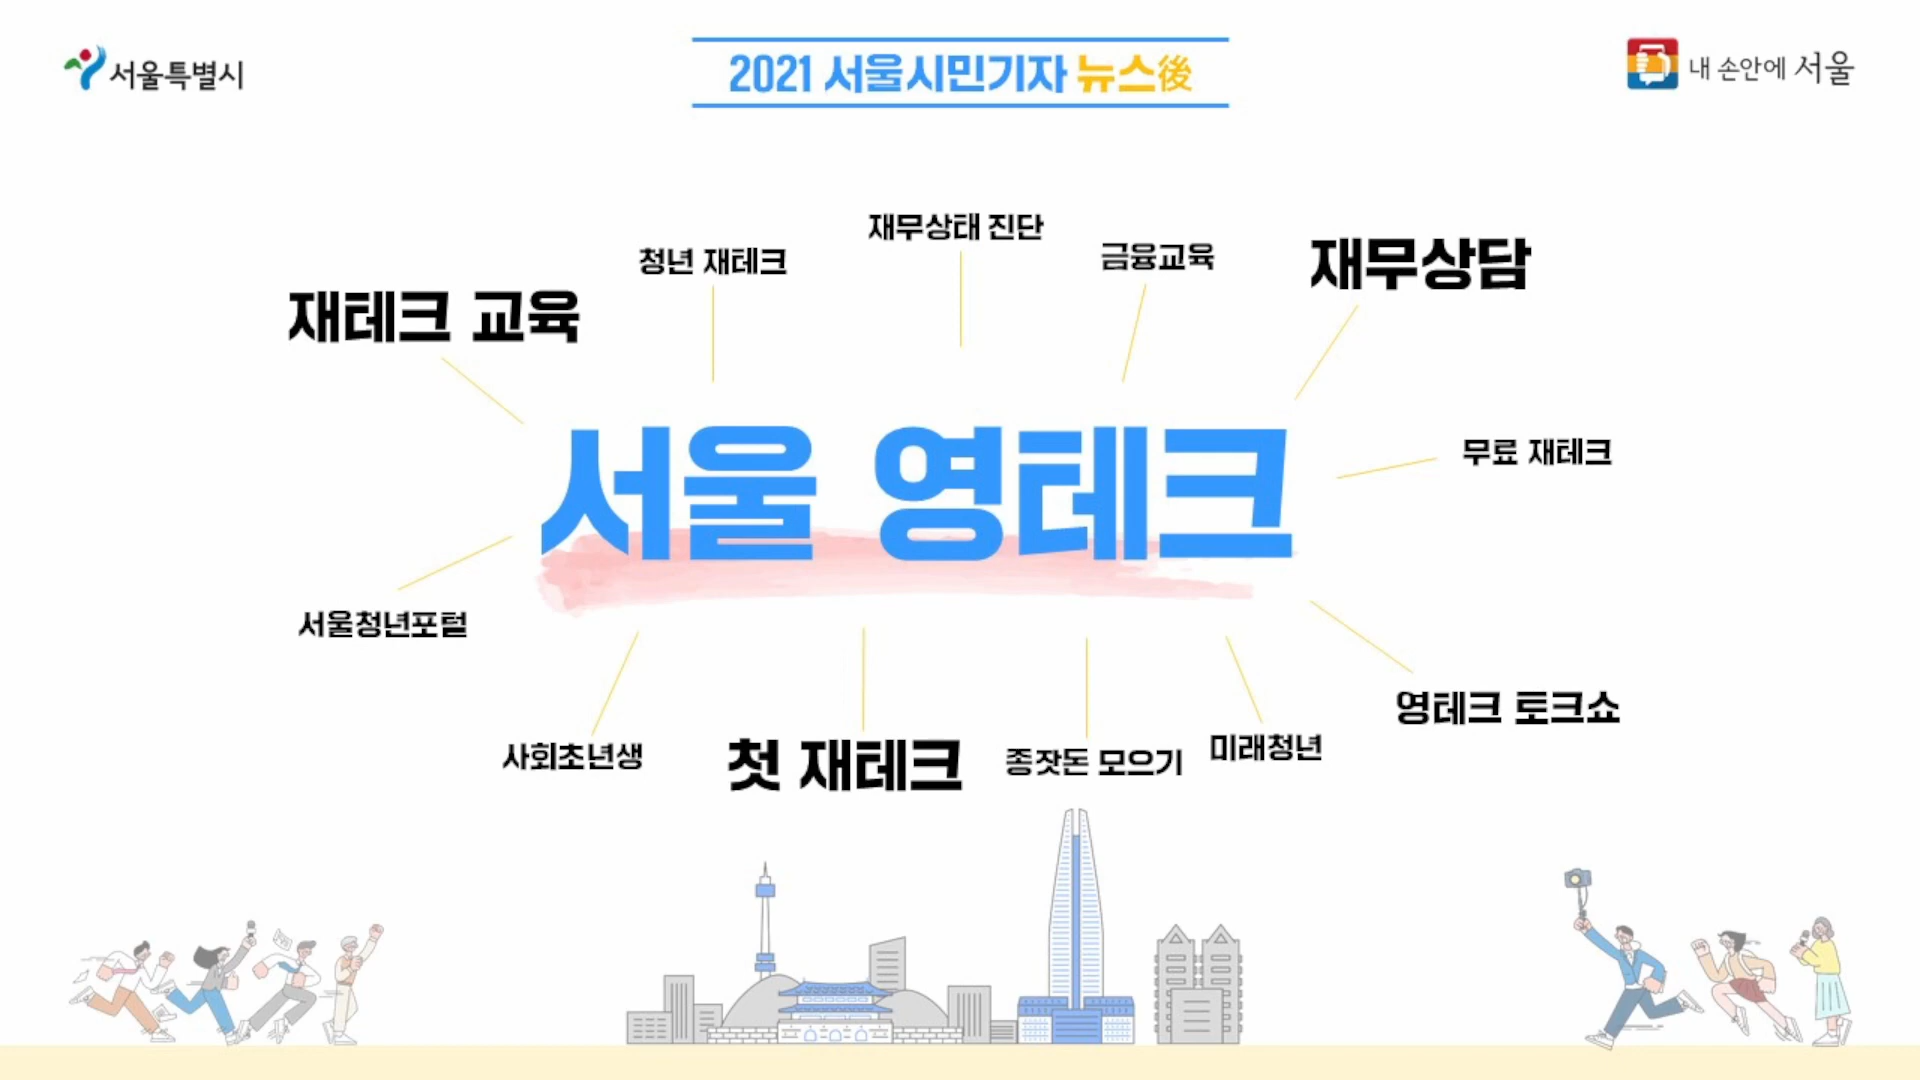 서울특별시
2021 서울시민기자 뉴스後
내 손안에 서울
재무상태 진단
청년 재테크
금융교육
재무상담
재테크 교육
서울 영테크
무료 재테크
서울청년포털
영테크 토크쇼
사회초년생
첫 재테크
종잣돈 모으기
미래청년